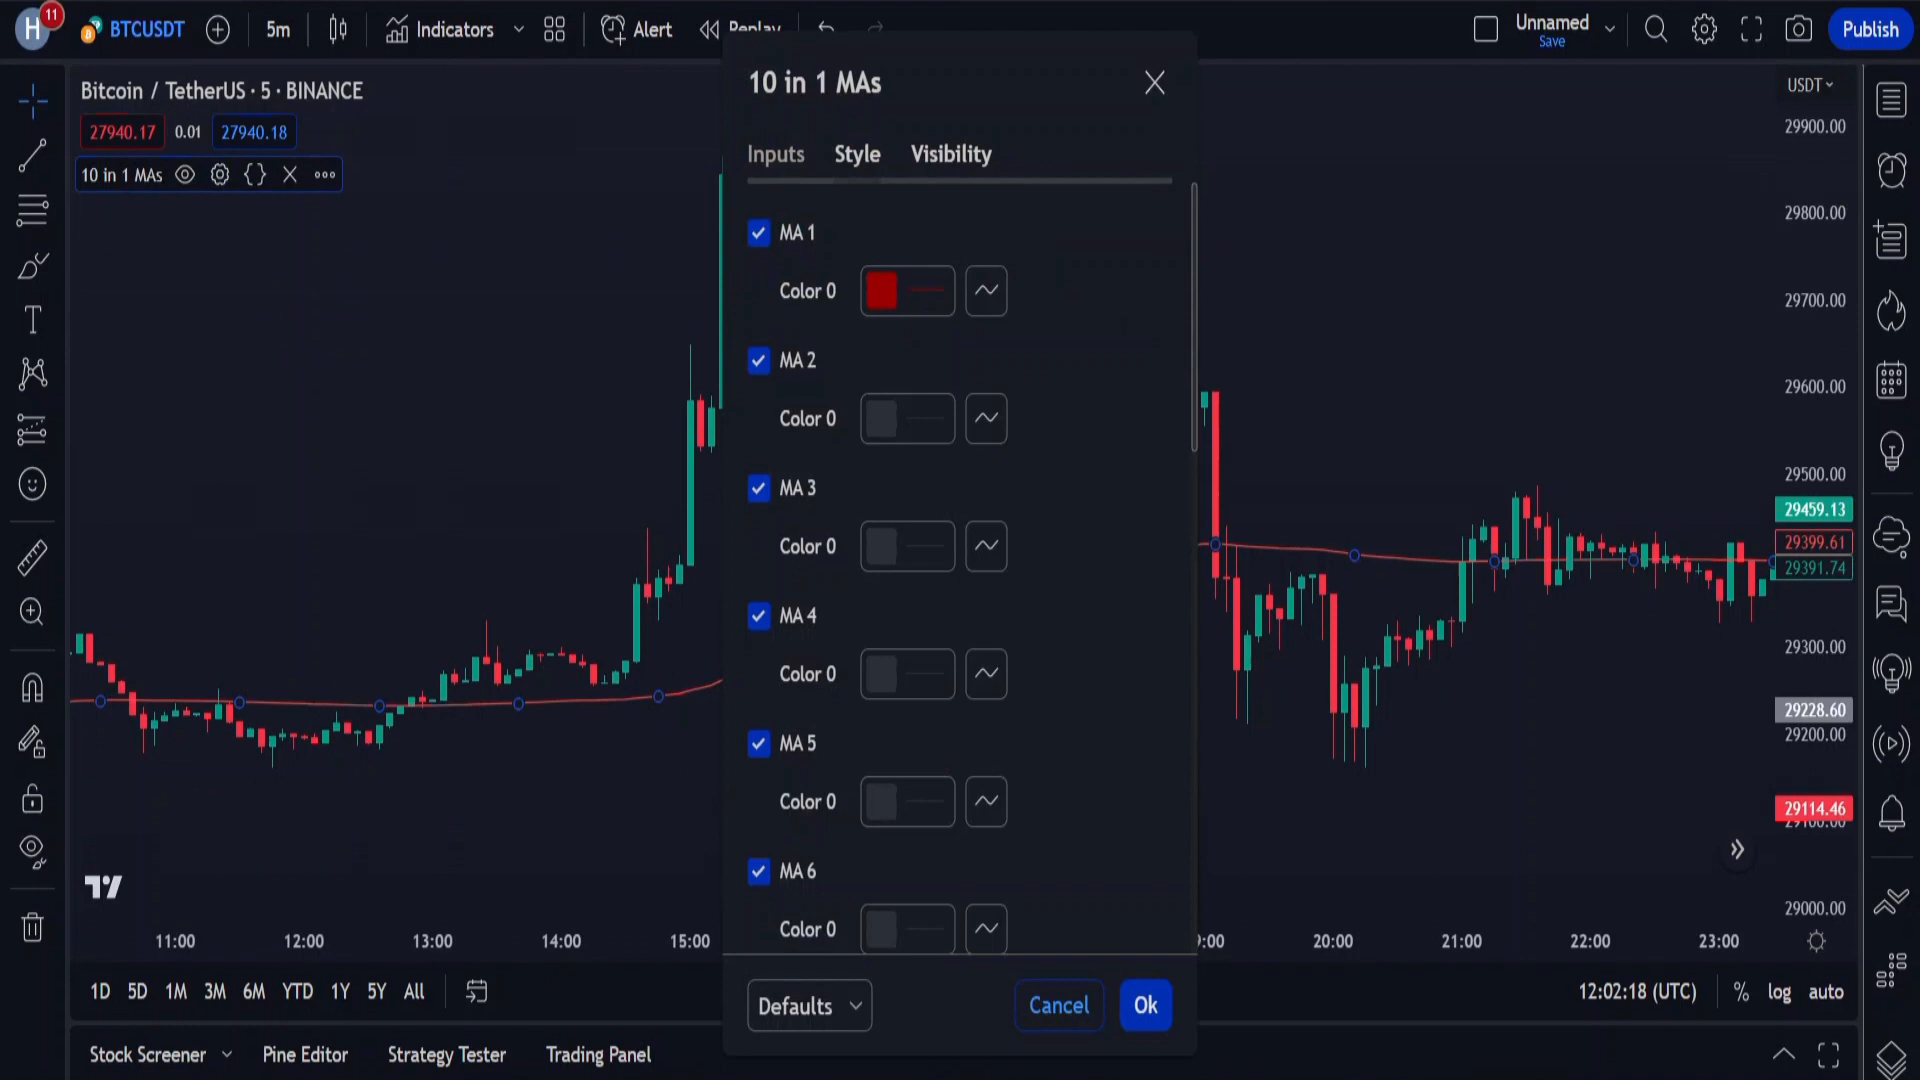 H
11
BTCUSDT
5m
Indicators
Alert
Replay
Unnamed
Save
Publish
Bitcoin / TetherUS · 5 · BINANCE
27940.17
0.01
27940.18
10 in 1 MAs
10 in 1 MAs
Inputs
Style
Visibility
MA 1
Color 0
MA 2
Color 0
MA 3
Color 0
MA 4
Color 0
MA 5
Color 0
MA 6
Color 0
Defaults
Cancel
Ok
USDT
29900.00
29800.00
29700.00
29600.00
29500.00
29459.13
29399.61
29391.74
29300.00
29228.60
29200.00
29114.46
29100.00
29000.00
11:00
12:00
13:00
14:00
15:00
9:00
20:00
21:00
22:00
23:00
1D
5D
1M
3M
6M
YTD
1Y
5Y
All
12:02:18 (UTC)
%
log
auto
Stock Screener
Pine Editor
Strategy Tester
Trading Panel